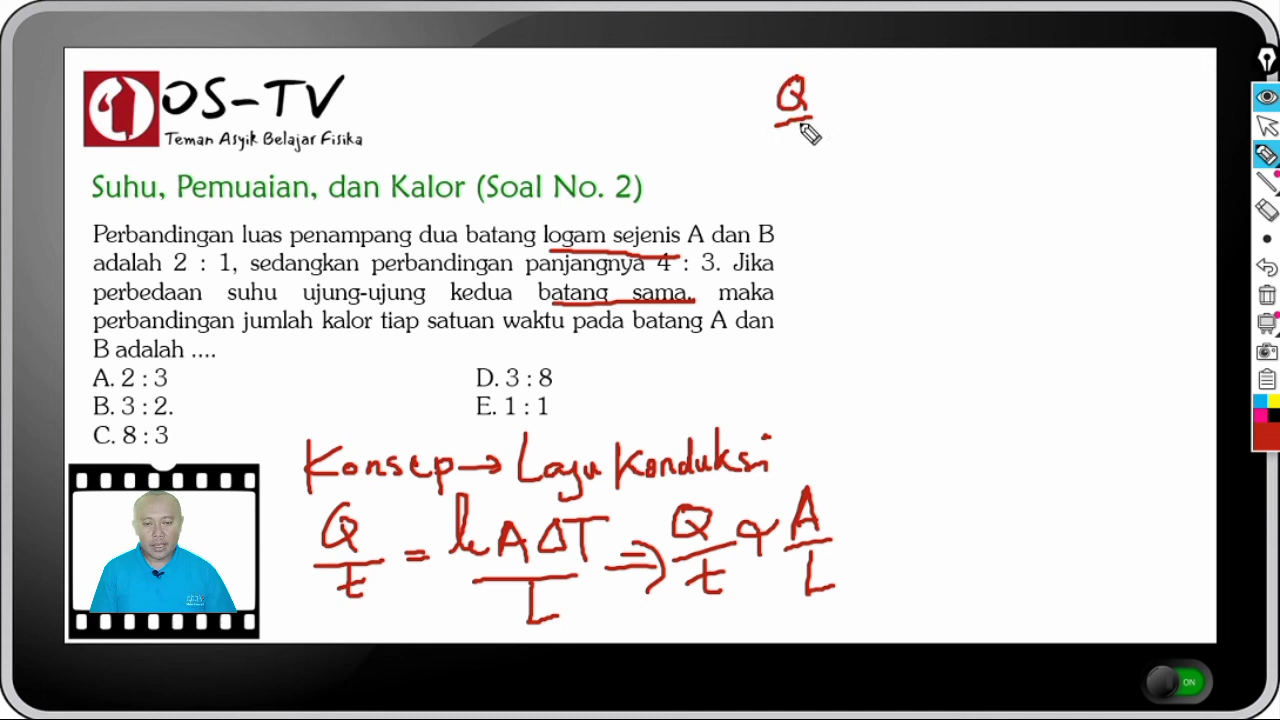 OS-TV
Teman Asyik Belajar Fisika
Suhu, Pemuaian, dan Kalor (Soal No. 2)
Perbandingan luas penampang dua batang logam sejenis A dan B
adalah 2 : 1, sedangkan perbandingan panjangnya 4 : 3. Jika
perbedaan suhu ujung-ujung kedua batang sama, maka
perbandingan jumlah kalor tiap satuan waktu pada batang A dan
B adalah ....
A. 2 : 3
B. 3 : 2.
C. 8 : 3
D. 3 : 8
E. 1 : 1
Konsep → Laju Konduksi
Q/t = kAΔT/L ⇒ Q/t ∝ A/L
Q
ON